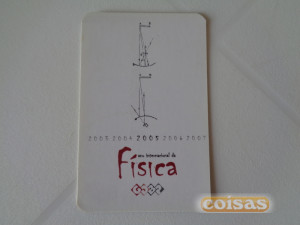 2003 2004 2005 2006 2007
ano internacional da
Física
coisas